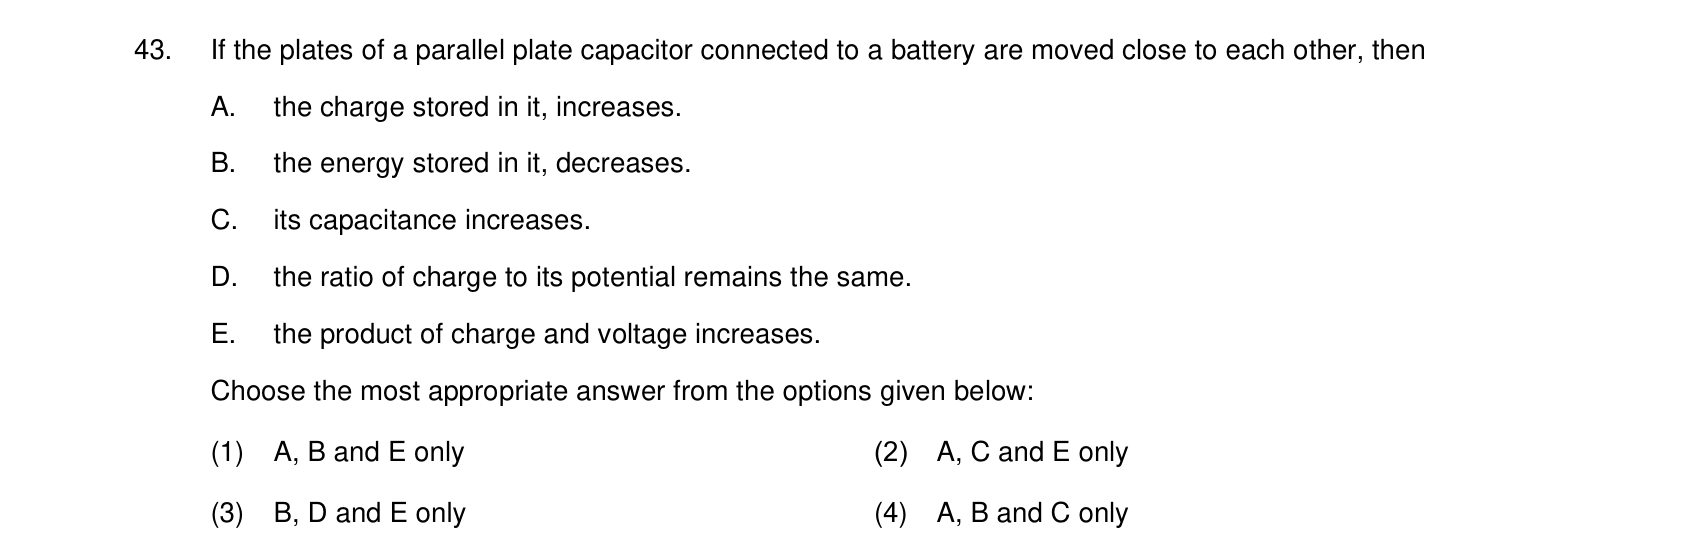 43. If the plates of a parallel plate capacitor connected to a battery are moved close to each other, then
A. the charge stored in it, increases.
B. the energy stored in it, decreases.
C. its capacitance increases.
D. the ratio of charge to its potential remains the same.
E. the product of charge and voltage increases.
Choose the most appropriate answer from the options given below:
(1) A, B and E only (2) A, C and E only
(3) B, D and E only (4) A, B and C only